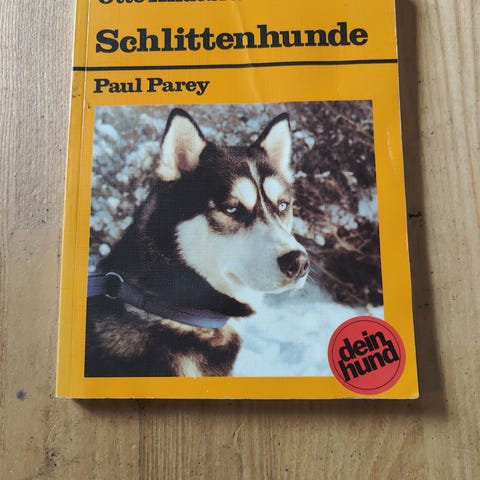 Schlittenhunde
Paul Parey
dein
hund